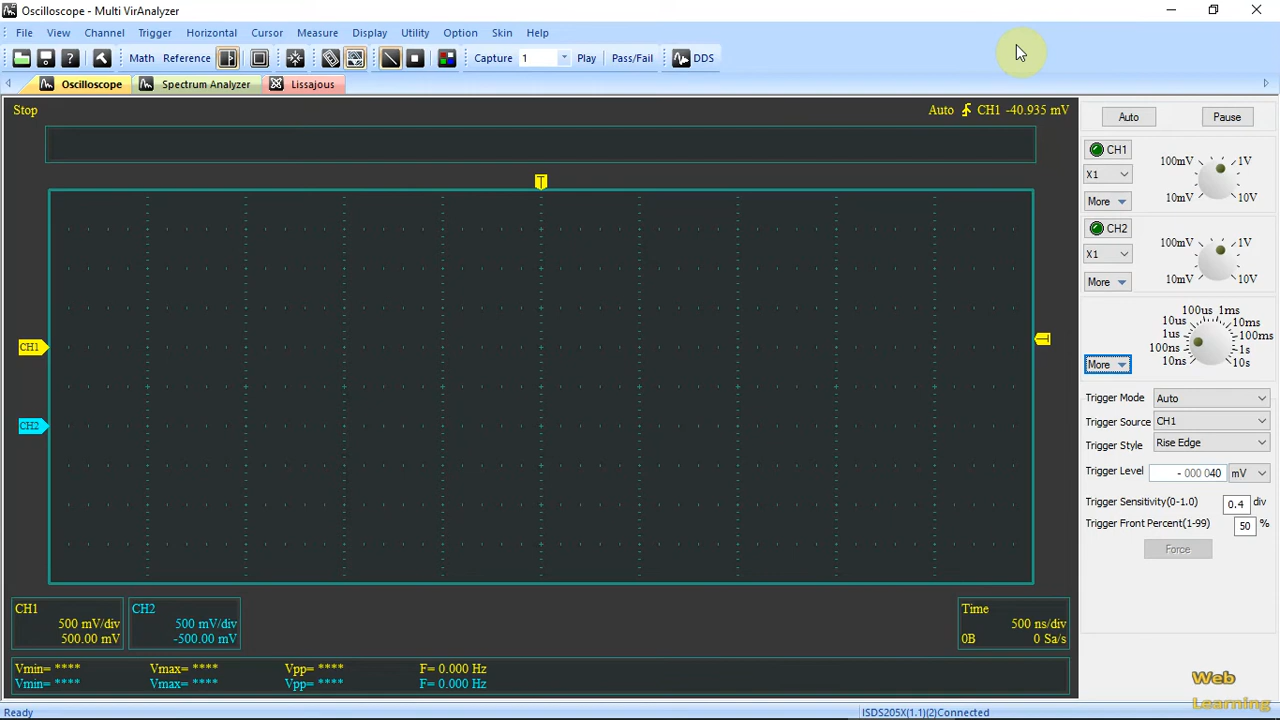 Oscilloscope - Multi VirAnalyzer
File View Channel Trigger Horizontal Cursor Measure Display Utility Option Skin Help
Math Reference Capture 1 Play Pass/Fail DDS
Oscilloscope Spectrum Analyzer Lissajous
Stop Auto CH1 -40.935 mV
T
CH1
CH2
Auto Pause
CH1
X1
More
100mV 1V
10mV 10V
CH2
X1
More
100mV 1V
10mV 10V
100us 1ms
10us 10ms
1us 100ms
100ns 1s
10ns 10s
More
Trigger Mode Auto
Trigger Source CH1
Trigger Style Rise Edge
Trigger Level - 000 040 mV
Trigger Sensitivity(0-1.0) 0.4 div
Trigger Front Percent(1-99) 50 %
Force
CH1
500 mV/div
500.00 mV
CH2
500 mV/div
-500.00 mV
Time
500 ns/div
0B 0 Sa/s
Vmin= **** Vmax= **** Vpp= **** F= 0.000 Hz
Vmin= **** Vmax= **** Vpp= **** F= 0.000 Hz
Web
Learning
Ready ISDS205X(1.1)(2)Connected